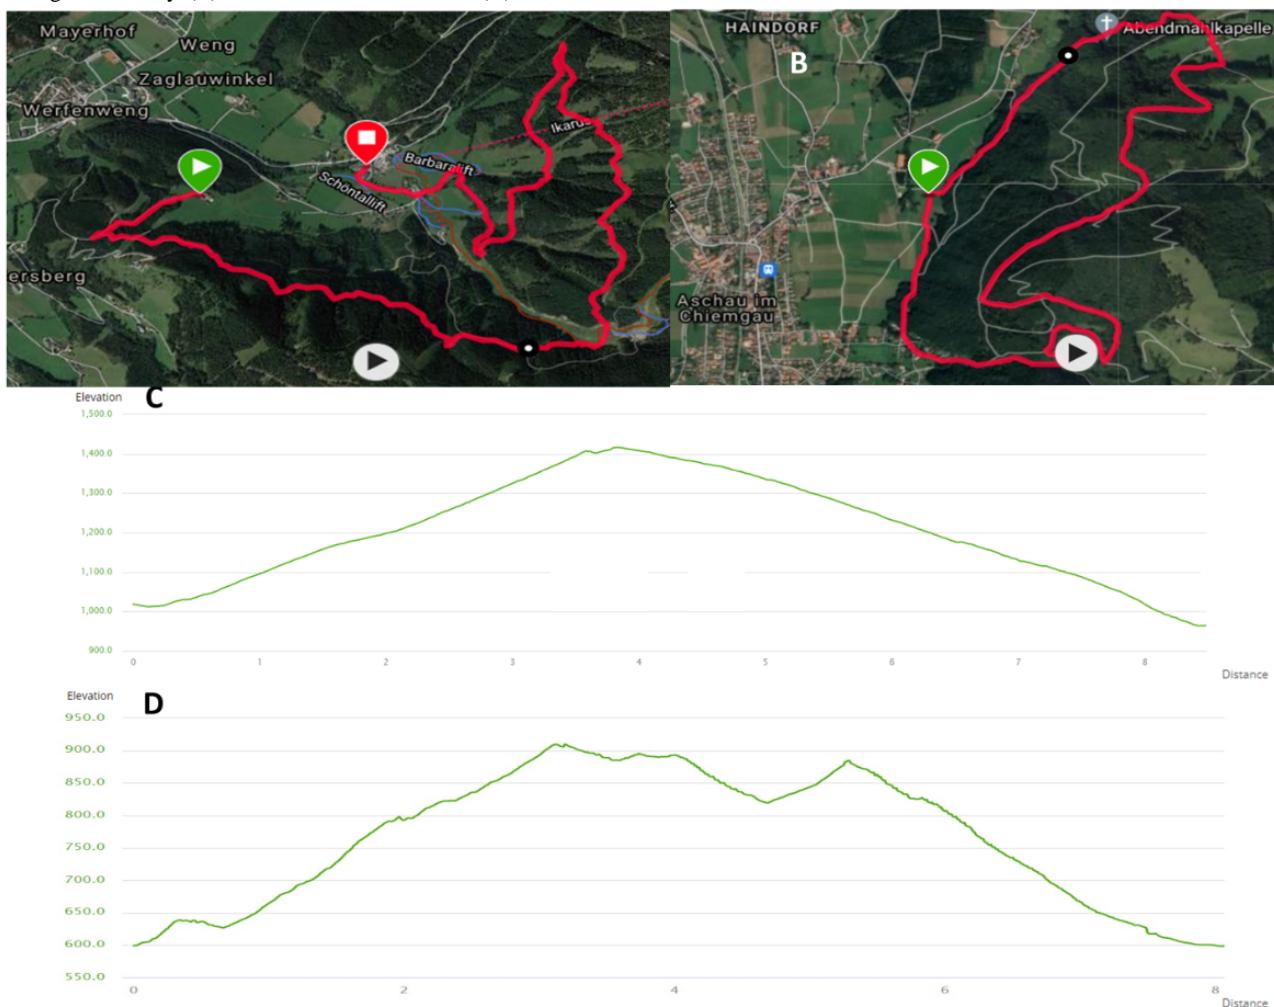 Mayerhof
Weng
Zaglauwinkel
Werfenweng
Ikarus
Barbaralift
Schöntallift
ersberg
HAINDORF
B
Abendmahlkapelle
Aschau im
Chiemgau
Elevation
C
1,500.0
1,400.0
1,300.0
1,200.0
1,100.0
1,000.0
900.0
0 1 2 3 4 5 6 7 8
Distance
Elevation
D
950.0
900.0
850.0
800.0
750.0
700.0
650.0
600.0
550.0
0 2 4 6 8
Distance